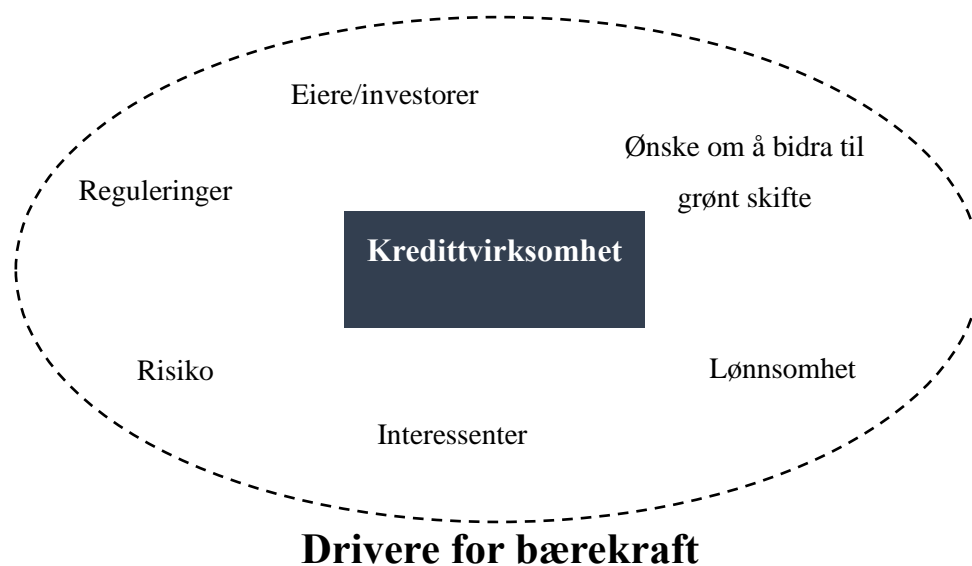 Eiere/investorer
Ønske om å bidra til
grønt skifte
Reguleringer
Kredittvirksomhet
Risiko
Lønnsomhet
Interessenter
Drivere for bærekraft